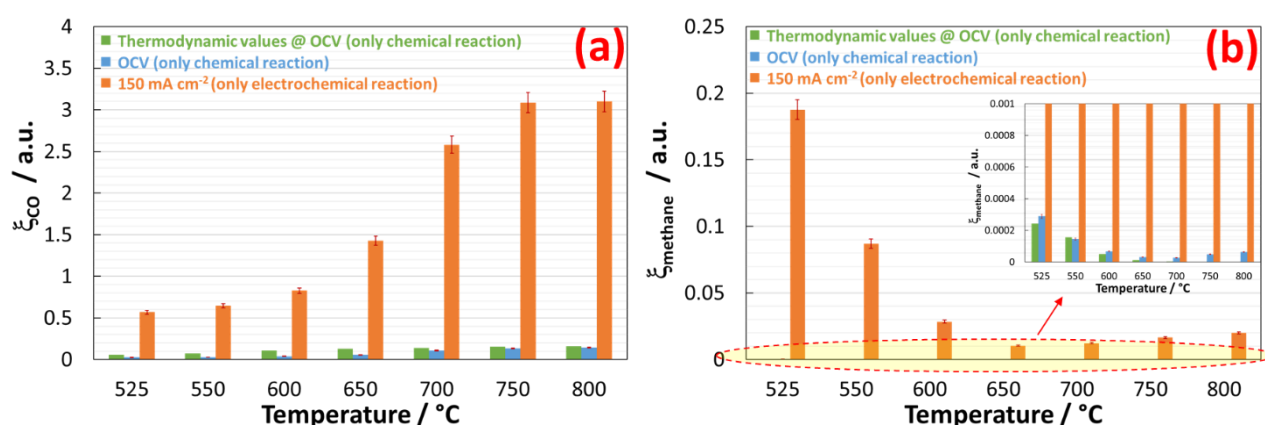 4
3.5
3
2.5
2
1.5
1
0.5
0
ξCO / a.u.
Thermodynamic values @ OCV (only chemical reaction)
OCV (only chemical reaction)
150 mA cm⁻² (only electrochemical reaction)
(a)
525 550 600 650 700 750 800
Temperature / °C
0.25
0.2
0.15
0.1
0.05
0
ξmethane / a.u.
Thermodynamic values @ OCV (only chemical reaction)
OCV (only chemical reaction)
150 mA cm⁻² (only electrochemical reaction)
(b)
0.001
0.0008
0.0006
0.0004
0.0002
0
ξmethane / a.u.
525 550 600 650 700 750 800
Temperature / °C
525 550 600 650 700 750 800
Temperature / °C